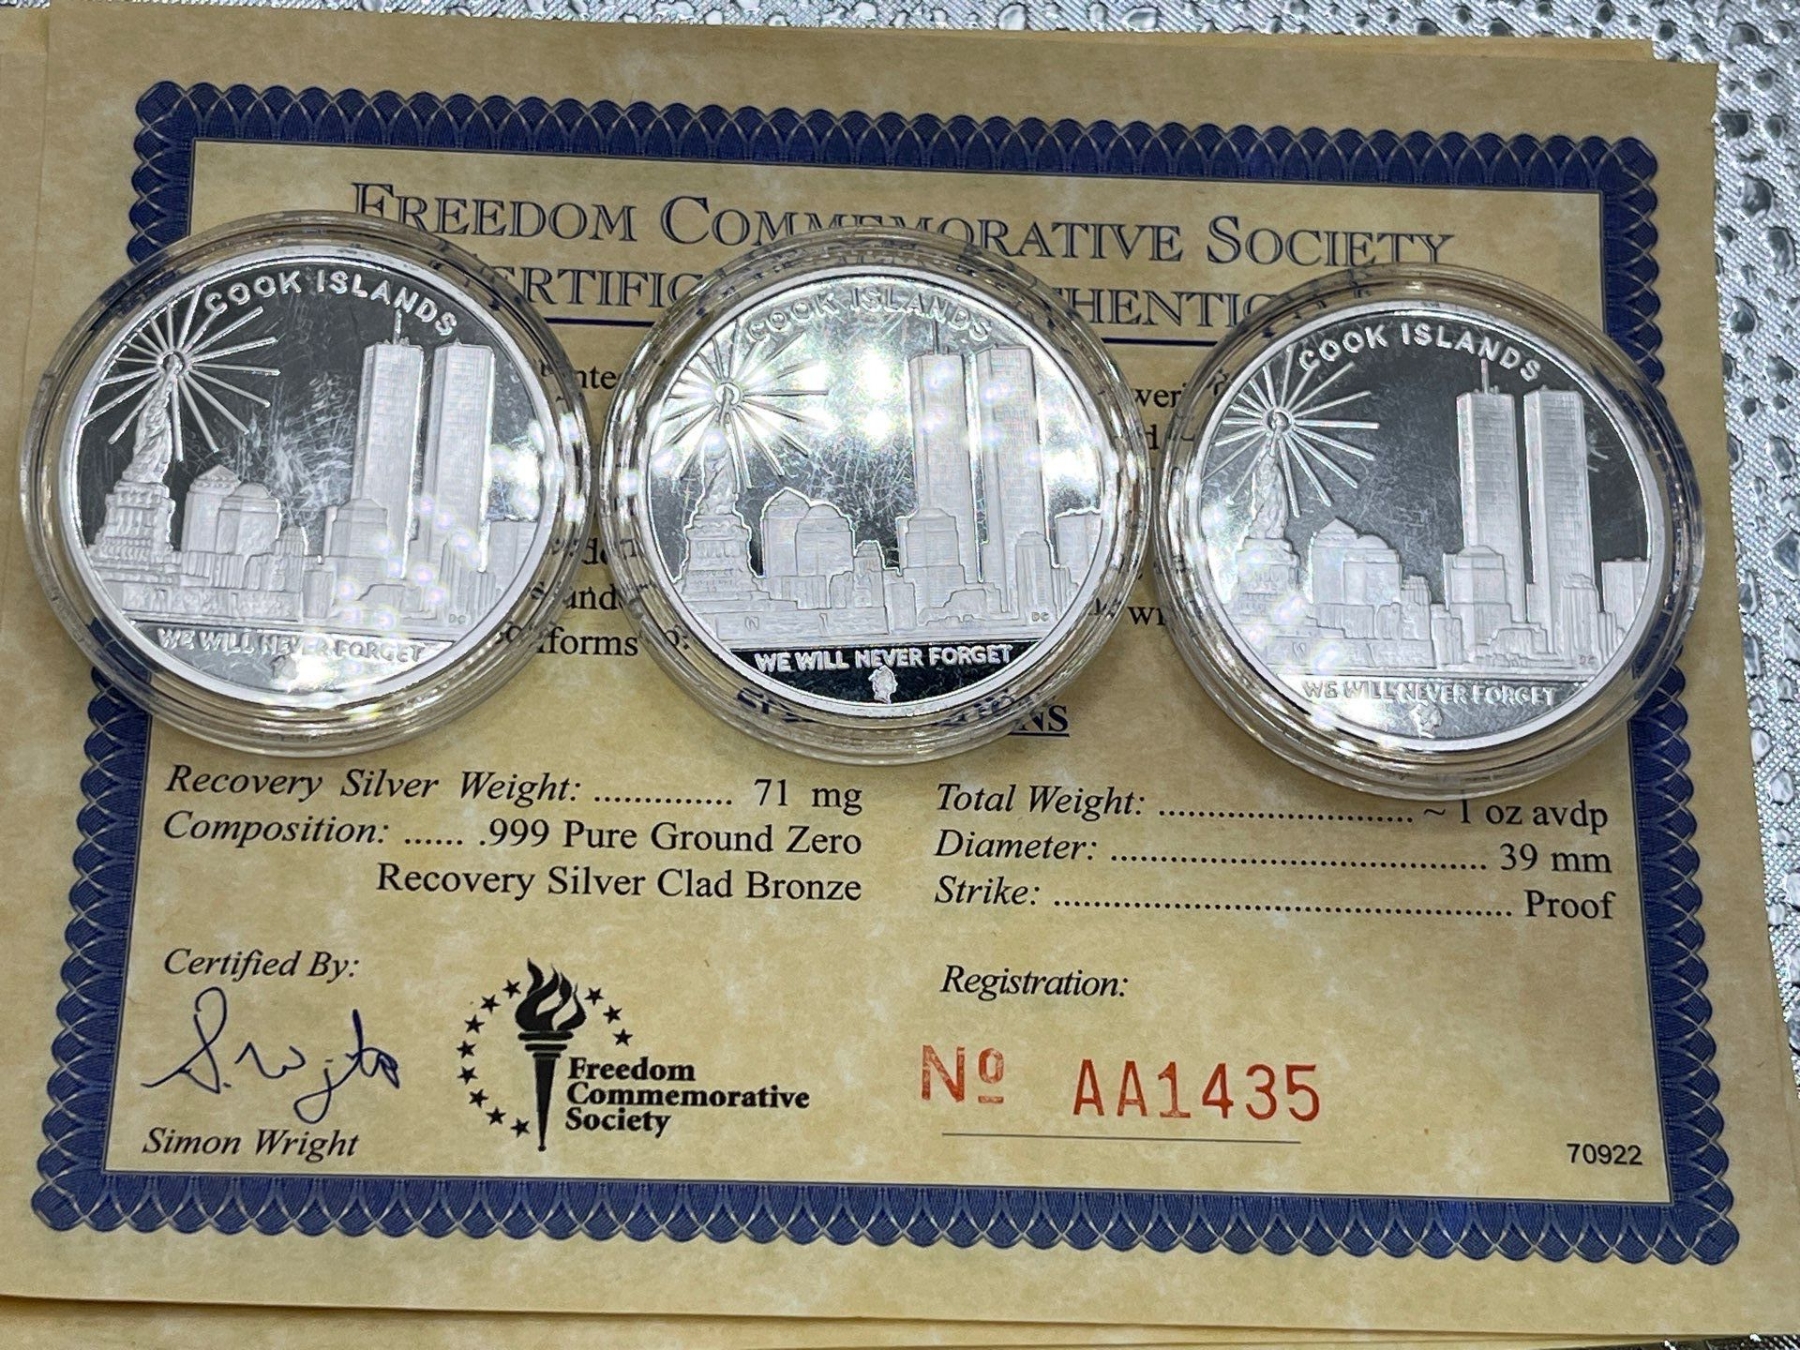 FREEDOM COMMEMORATIVE SOCIETY
COOK ISLANDS
WE WILL NEVER FORGET
COOK ISLANDS
WE WILL NEVER FORGET
COOK ISLANDS
WE WILL NEVER FORGET
Recovery Silver Weight: .............. 71 mg
Composition: ...... .999 Pure Ground Zero
Recovery Silver Clad Bronze
Total Weight: ........................ ~ 1 oz avdp
Diameter: ................................... 39 mm
Strike: ........................................... Proof
Certified By:
Simon Wright
Freedom
Commemorative
Society
Registration:
Nº AA1435
70922